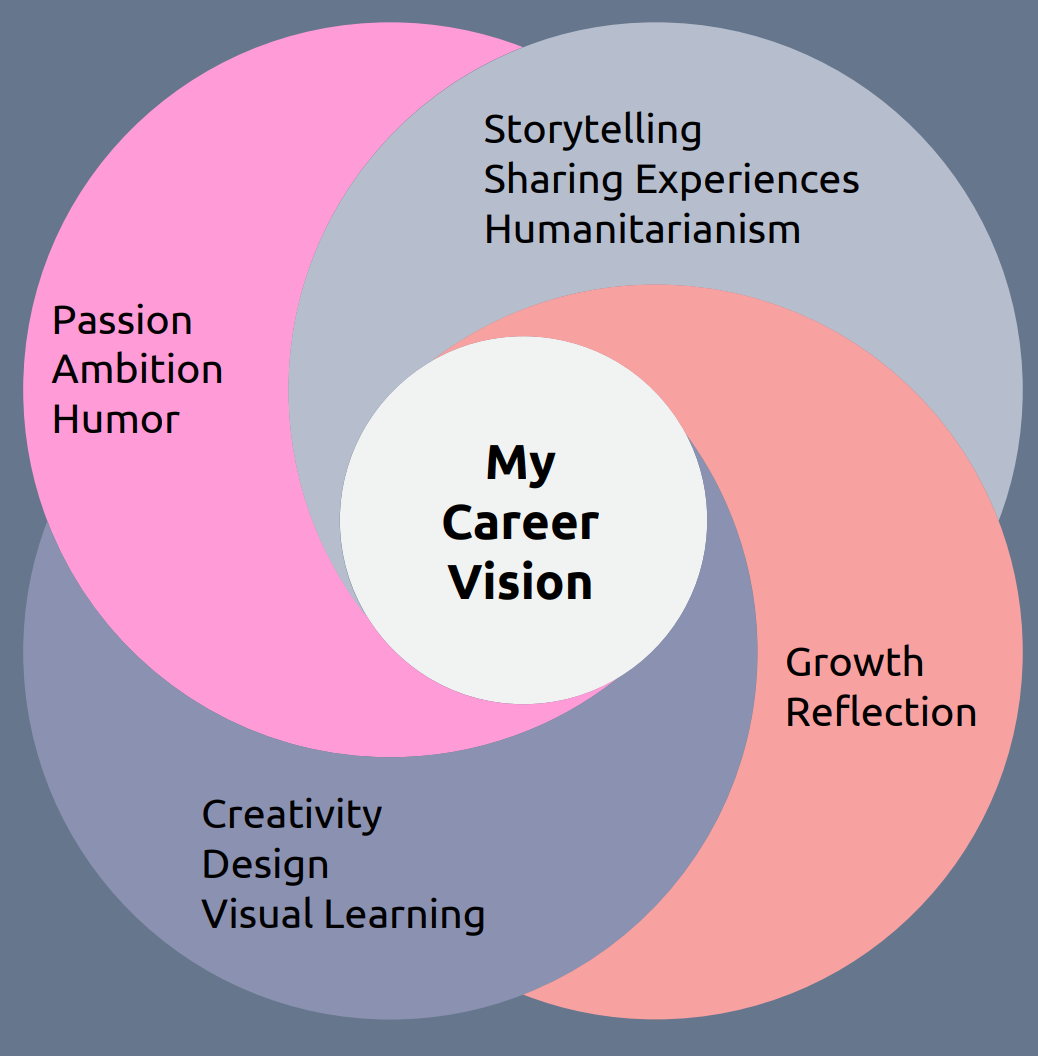 Storytelling
Sharing Experiences
Humanitarianism
Passion
Ambition
Humor
My
Career
Vision
Growth
Reflection
Creativity
Design
Visual Learning